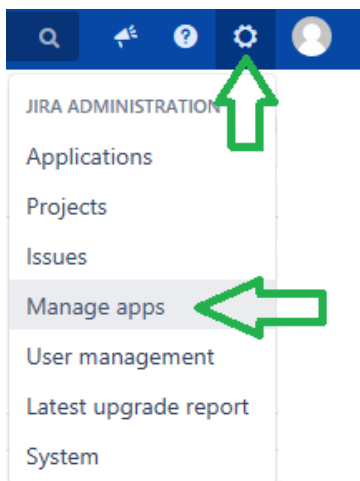 JIRA ADMINISTRATION
Applications
Projects
Issues
Manage apps
User management
Latest upgrade report
System